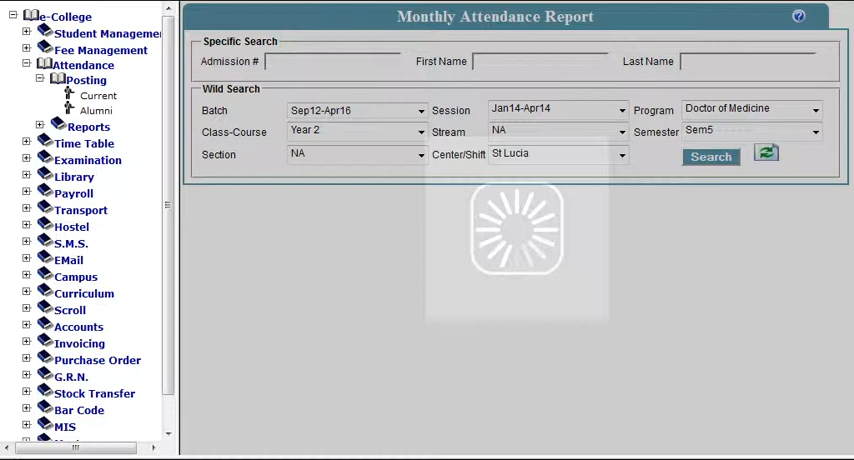 e-College
Student Managemen
Fee Management
Attendance
Posting
Current
Alumni
Reports
Time Table
Examination
Library
Payroll
Transport
Hostel
S.M.S.
EMail
Campus
Curriculum
Scroll
Accounts
Invoicing
Purchase Order
G.R.N.
Stock Transfer
Bar Code
MIS
Monthly Attendance Report
?
Specific Search
Admission # First Name Last Name
Wild Search
Batch Sep12-Apr16 Session Jan14-Apr14 Program Doctor of Medicine
Class-Course Year 2 Stream NA Semester Sem5
Section NA Center/Shift St Lucia Search